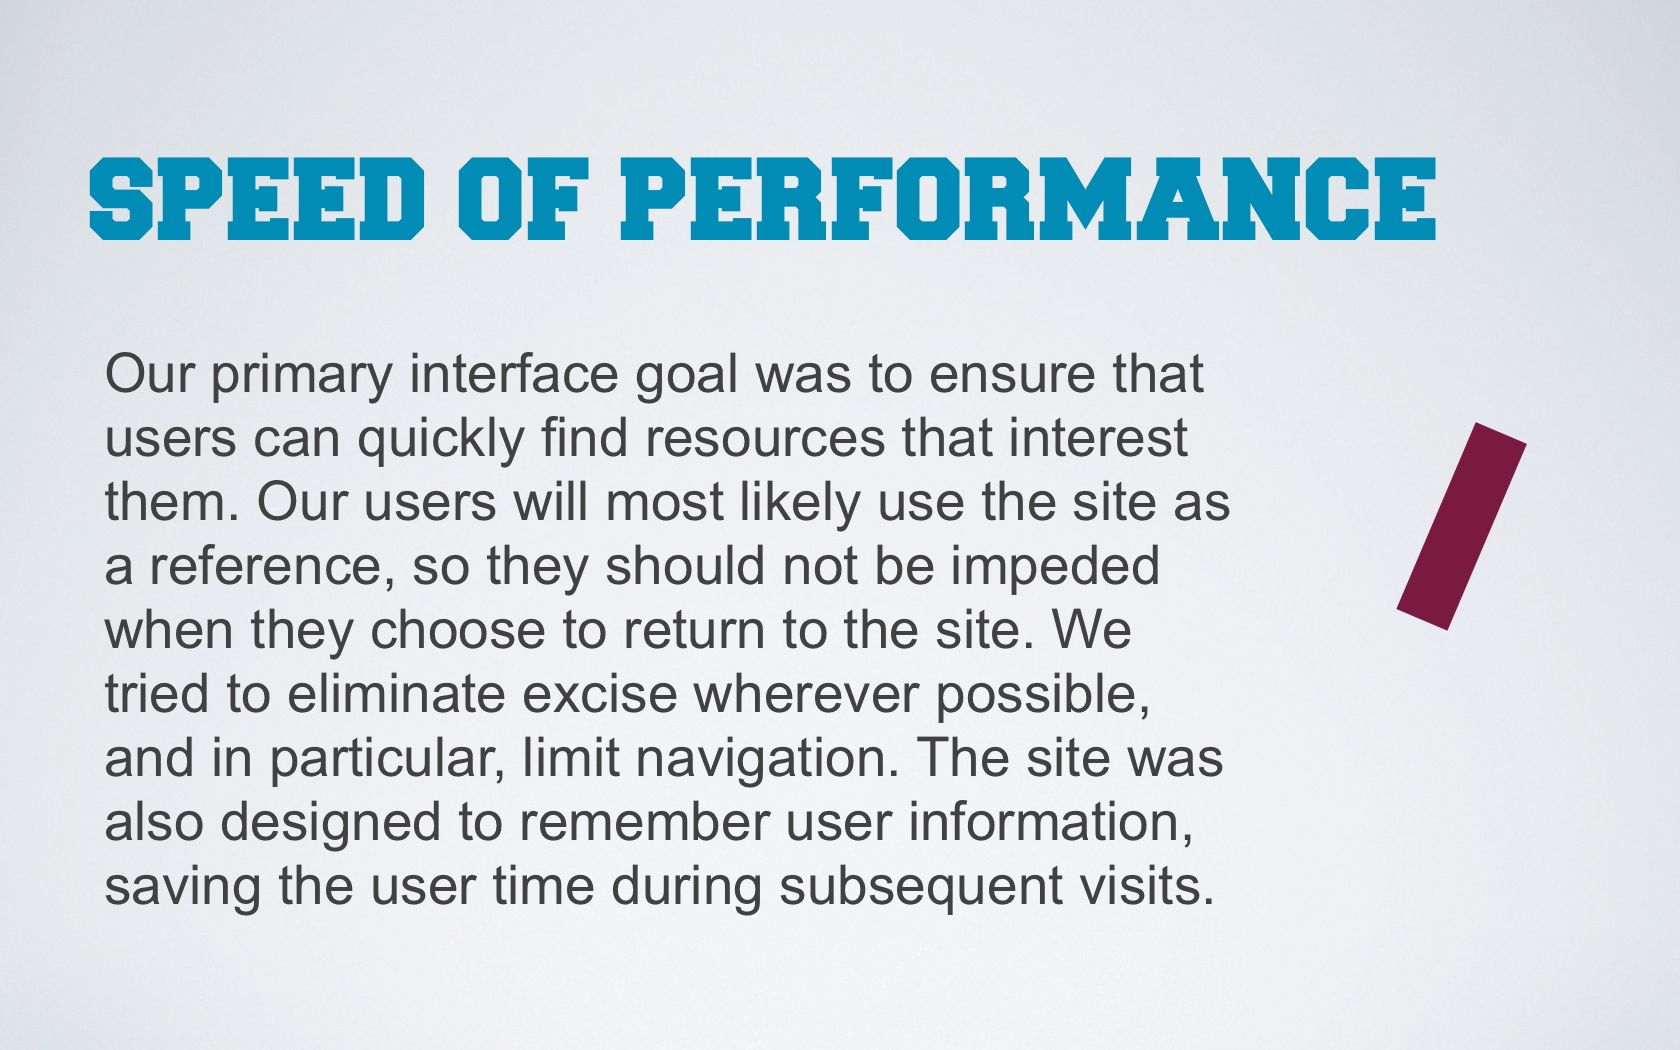 SPEED OF PERFORMANCE
Our primary interface goal was to ensure that
users can quickly find resources that interest
them. Our users will most likely use the site as
a reference, so they should not be impeded
when they choose to return to the site. We
tried to eliminate excise wherever possible,
and in particular, limit navigation. The site was
also designed to remember user information,
saving the user time during subsequent visits.